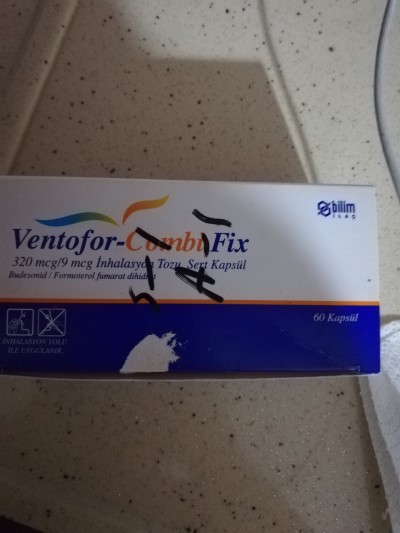 bilim
İLAÇ
Ventofor-Combi Fix
320 mcg/9 mcg İnhalasyon Tozu, Sert Kapsül
Budesonid / Formoterol fumarat dihidrat
60 Kapsül
İNHALASYON YOLU
İLE UYGULANIR